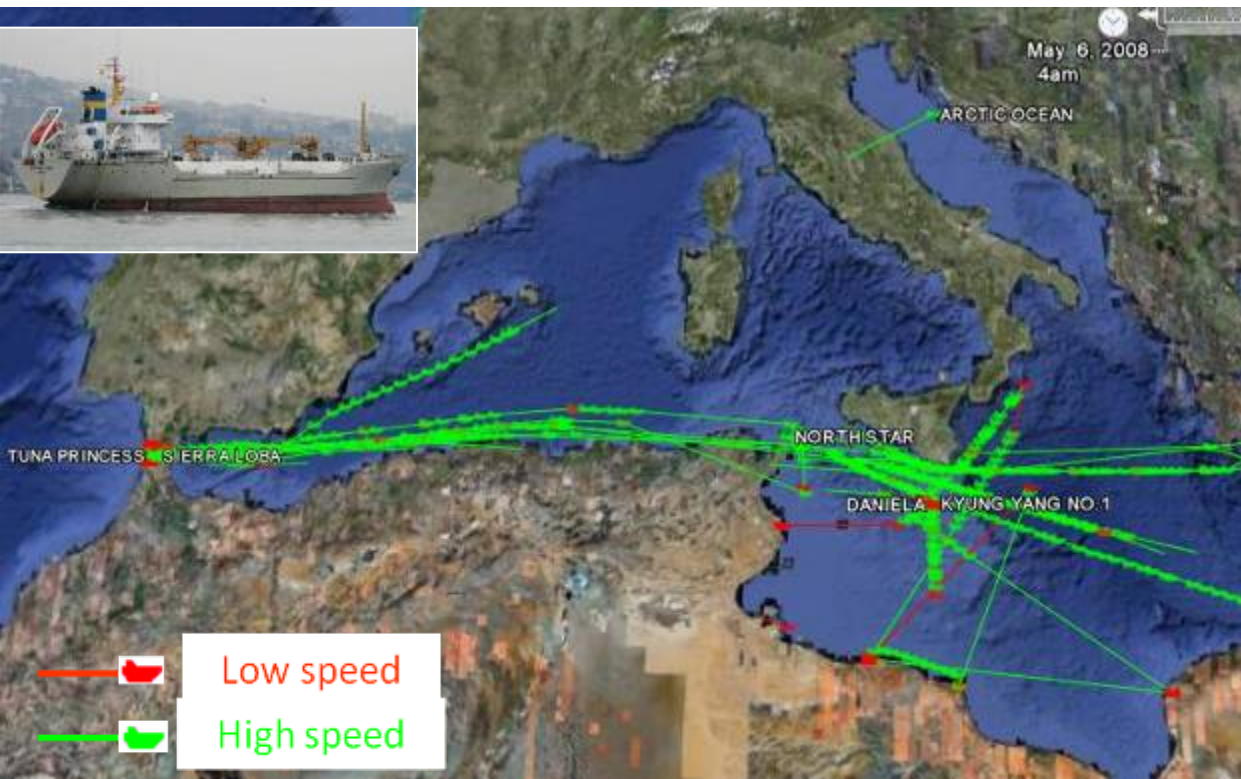 May 6, 2008
4am
ARCTIC OCEAN
NORTH STAR
TUNA PRINCESS SIERRA LOBA
DANIELA KYUNG YANG NO.1
Low speed
High speed